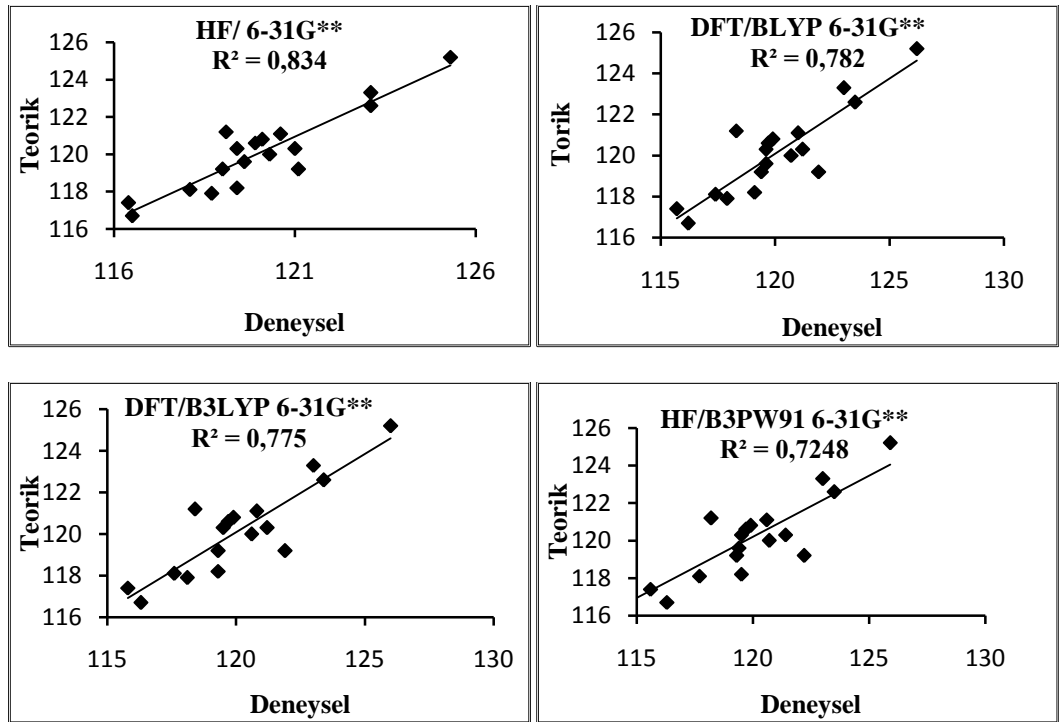 HF/ 6-31G**
R² = 0,834
126
124
122
120
118
116
Teorik
116
121
126
Deneysel
DFT/BLYP 6-31G**
R² = 0,782
126
124
122
120
118
116
Torik
115
120
125
130
Deneysel
DFT/B3LYP 6-31G**
R² = 0,775
126
124
122
120
118
116
Teorik
115
120
125
130
Deneysel
HF/B3PW91 6-31G**
R² = 0,7248
126
124
122
120
118
116
Teorik
115
120
125
130
Deneysel